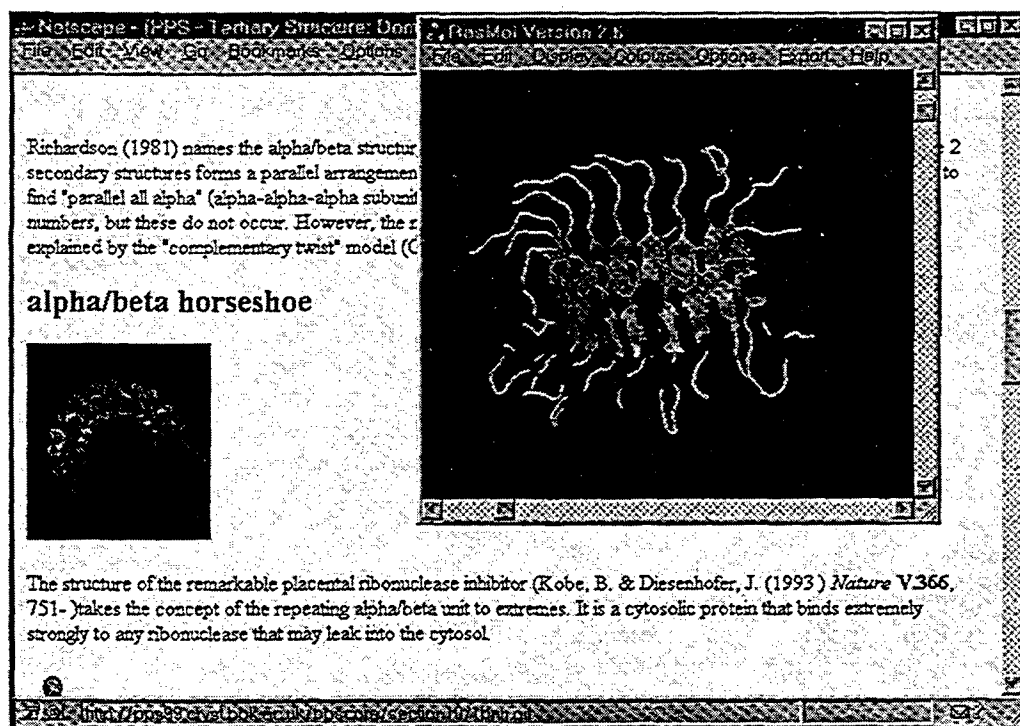 Netscape - [PPS - Tertiary Structure: Dom
File Edit View Go Bookmarks Options
RasMol Version 2.6
File Edit Display Colours Options Export Help
Richardson (1981) names the alpha/beta structur
2
secondary structures forms a parallel arrangemen
to
find "parallel all alpha" (alpha-alpha-alpha subunit
numbers, but these do not occur. However, the r
explained by the "complementary twist" model (C
alpha/beta horseshoe
The structure of the remarkable placental ribonuclease inhibitor (Kobe, B. & Diesenhofer, J. (1993) Nature V.366,
751- )takes the concept of the repeating alpha/beta unit to extremes. It is a cytosolic protein that binds extremely
strongly to any ribonuclease that may leak into the cytosol.